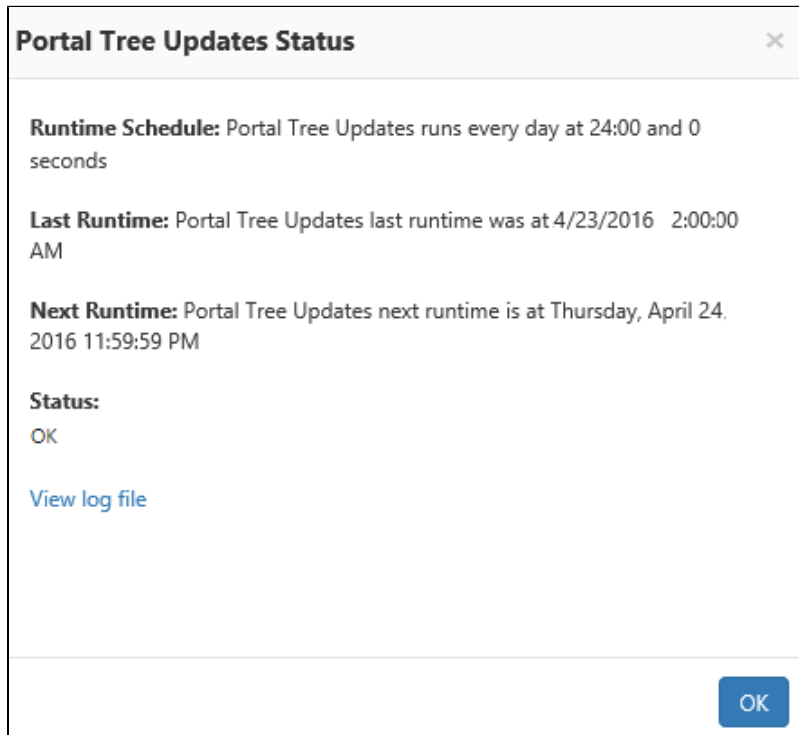 Portal Tree Updates Status ×
Runtime Schedule: Portal Tree Updates runs every day at 24:00 and 0
seconds
Last Runtime: Portal Tree Updates last runtime was at 4/23/2016 2:00:00
AM
Next Runtime: Portal Tree Updates next runtime is at Thursday, April 24.
2016 11:59:59 PM
Status:
OK
View log file
OK